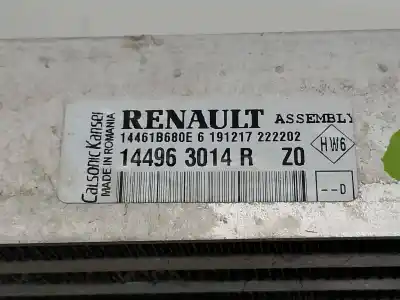 Calsonic Kansei
MADE IN ROMANIA
RENAULT ASSEMBLY
14461B680E 6 191217 222202
14496 3014 R Z0
HW6
--D